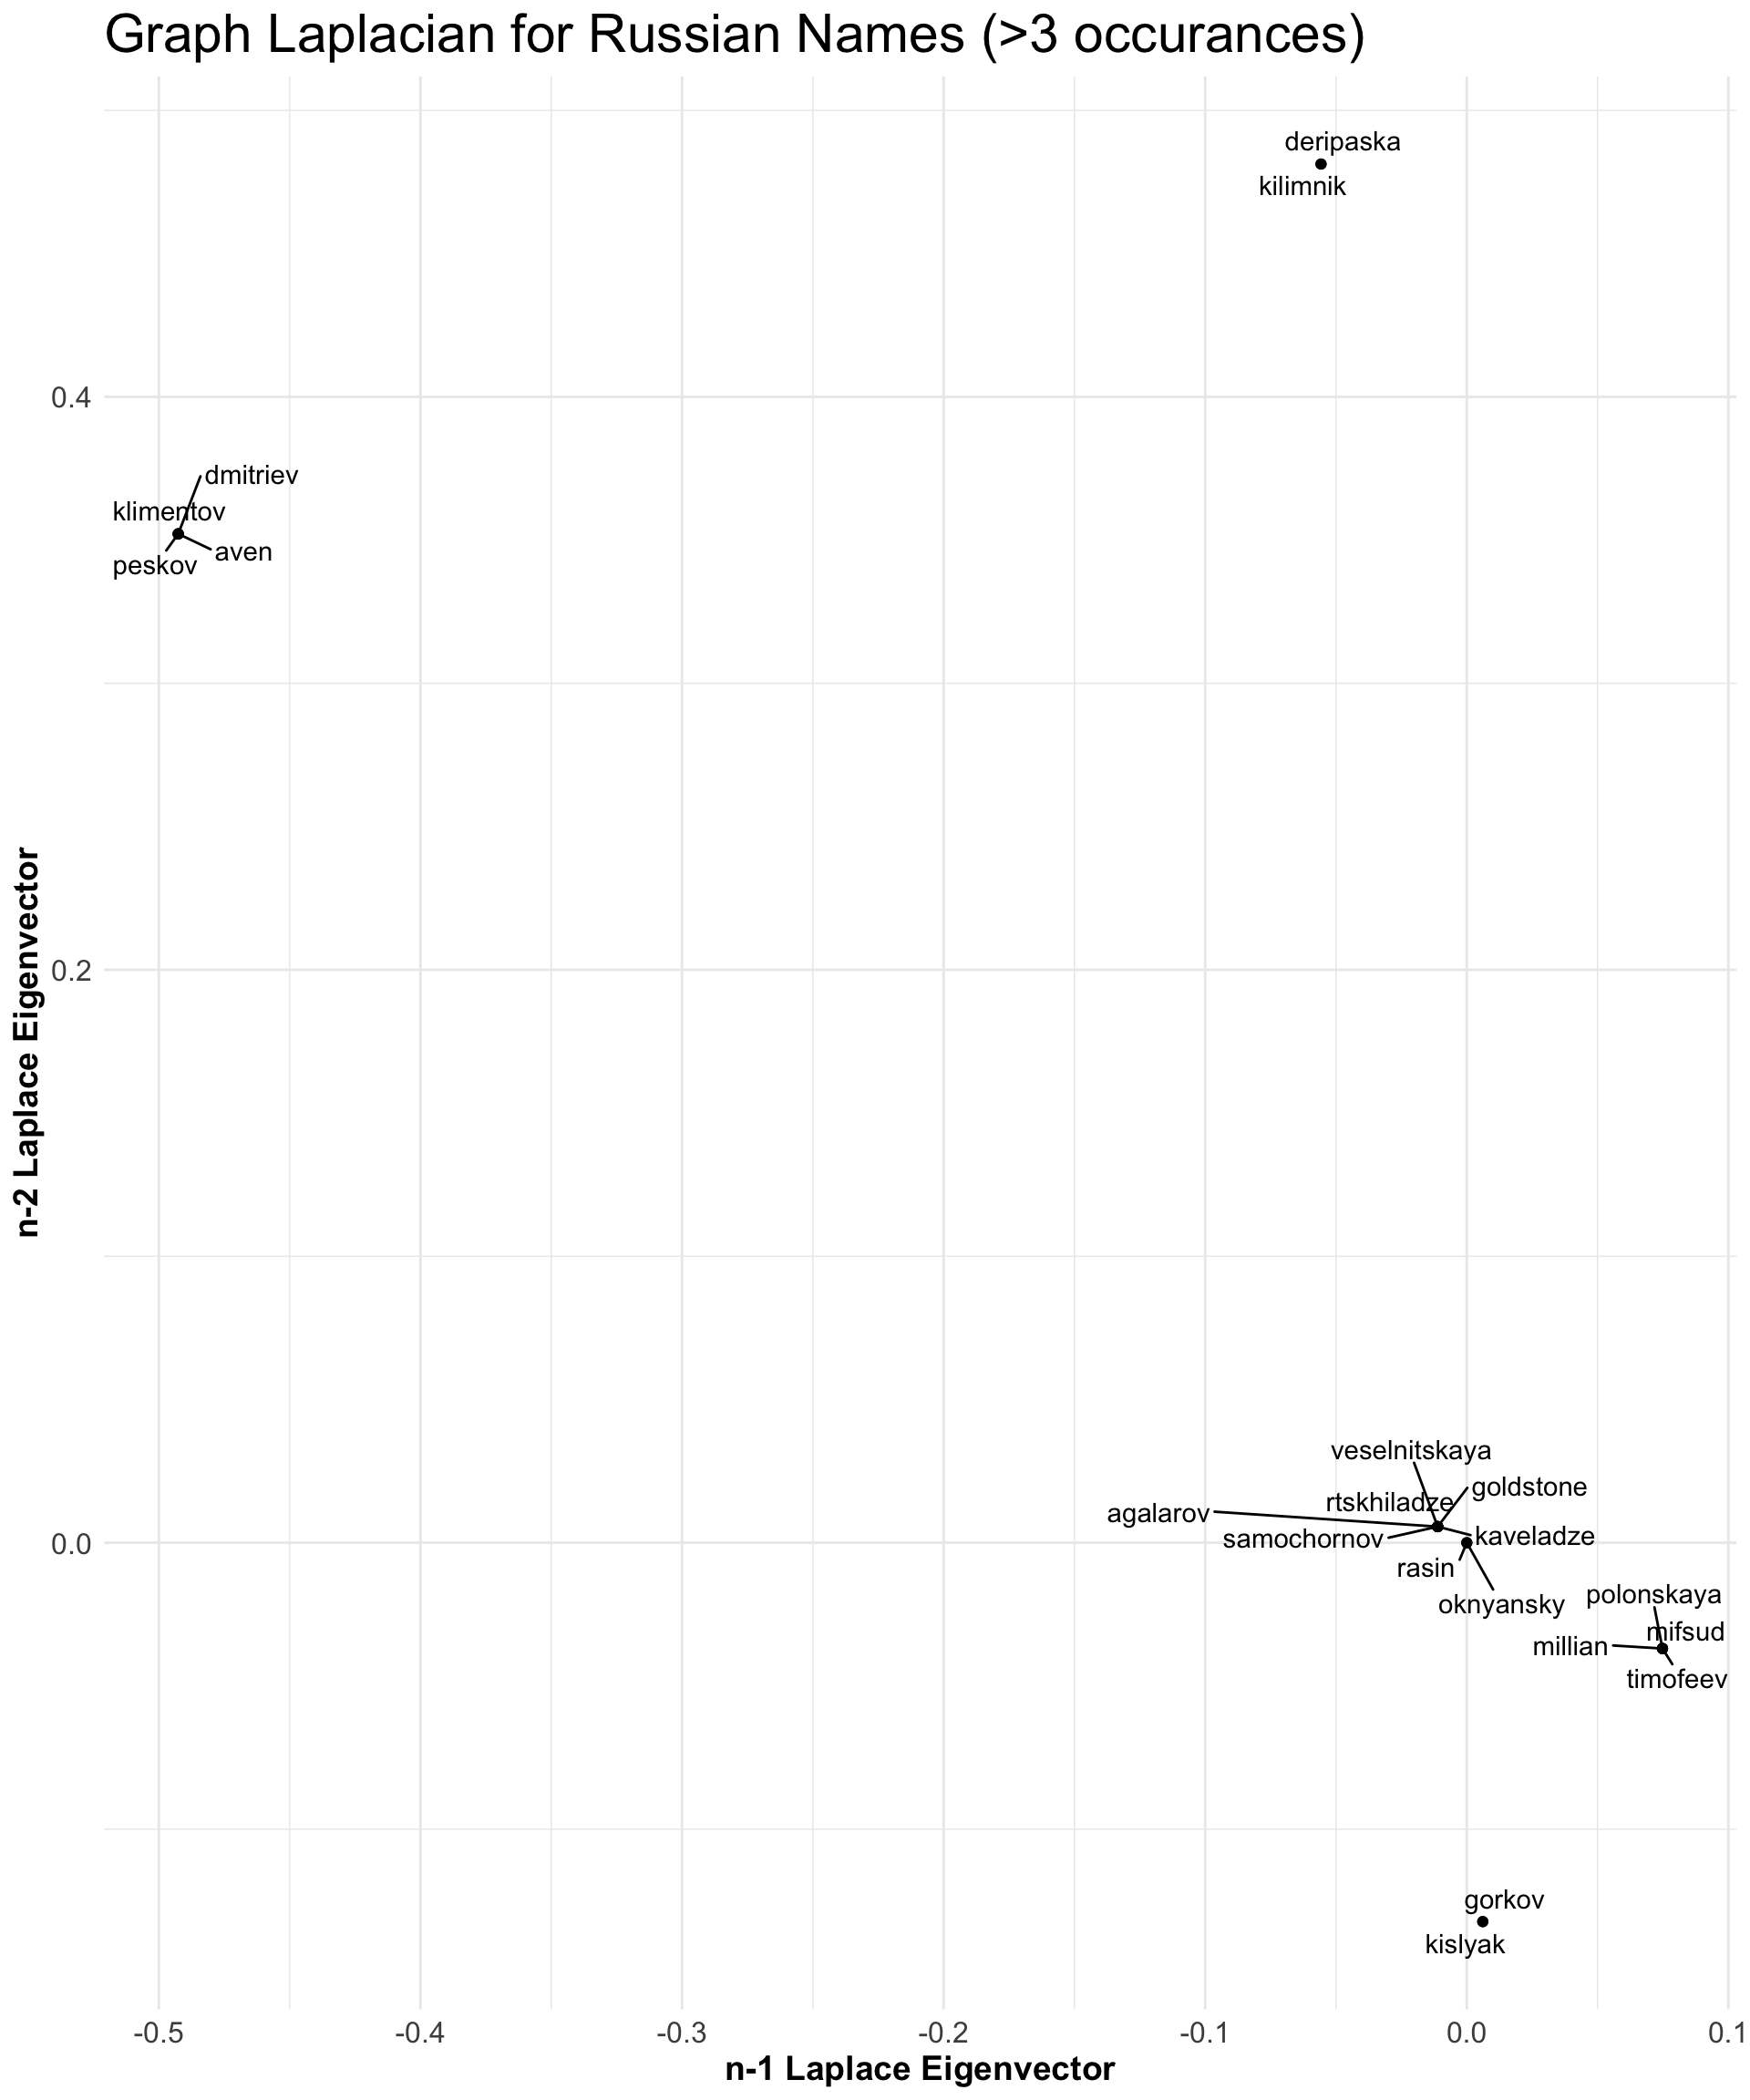 Graph Laplacian for Russian Names (>3 occurances)
deripaska
kilimnik
0.4
dmitriev
klimentov
aven
peskov
n-2 Laplace Eigenvector
0.2
veselnitskaya
goldstone
rtskhiladze
agalarov
samochornov
kaveladze
0.0
rasin
oknyansky
polonskaya
mifsud
millian
timofeev
gorkov
kislyak
-0.5 -0.4 -0.3 -0.2 -0.1 0.0 0.1
n-1 Laplace Eigenvector